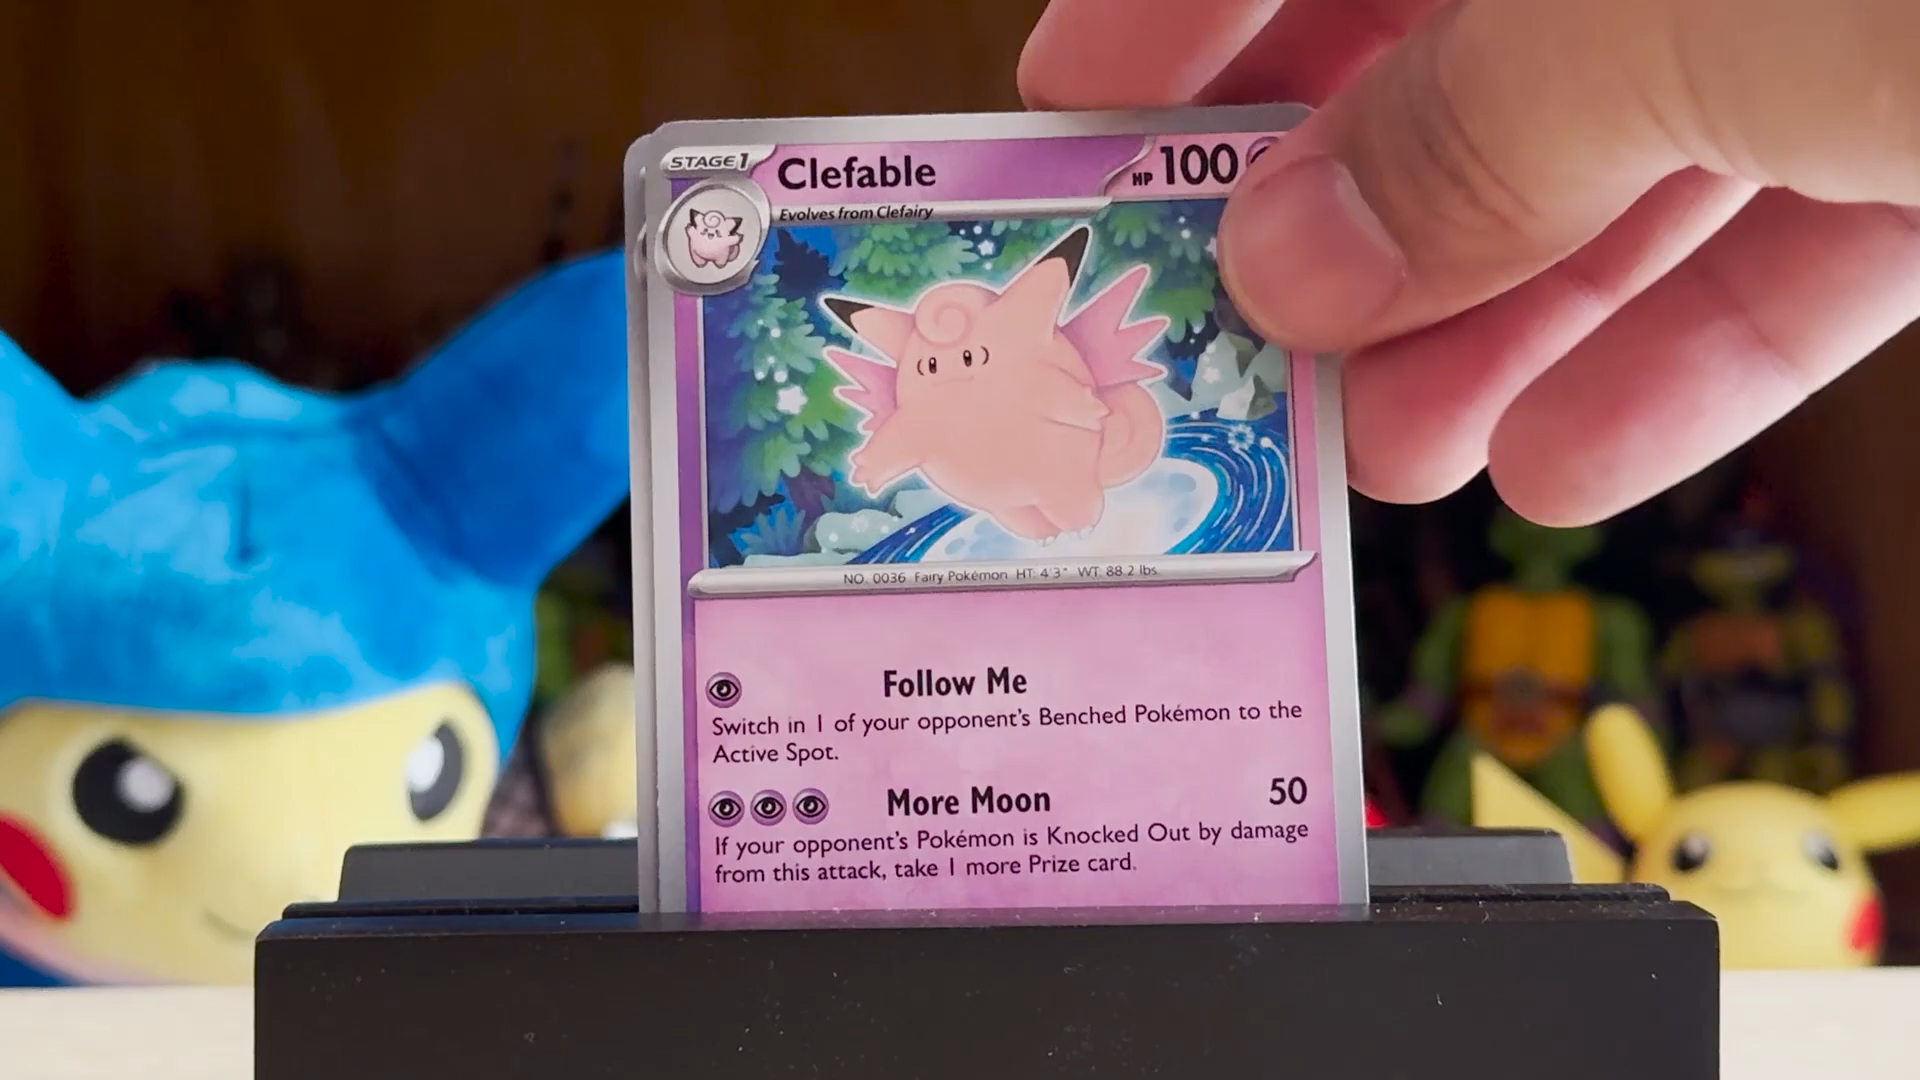 STAGE1 Clefable HP 100
Evolves from Clefairy
NO. 0036 Fairy Pokémon HT: 4'3" WT: 88.2 lbs.
Follow Me
Switch in 1 of your opponent's Benched Pokémon to the
Active Spot.
More Moon 50
If your opponent's Pokémon is Knocked Out by damage
from this attack, take 1 more Prize card.